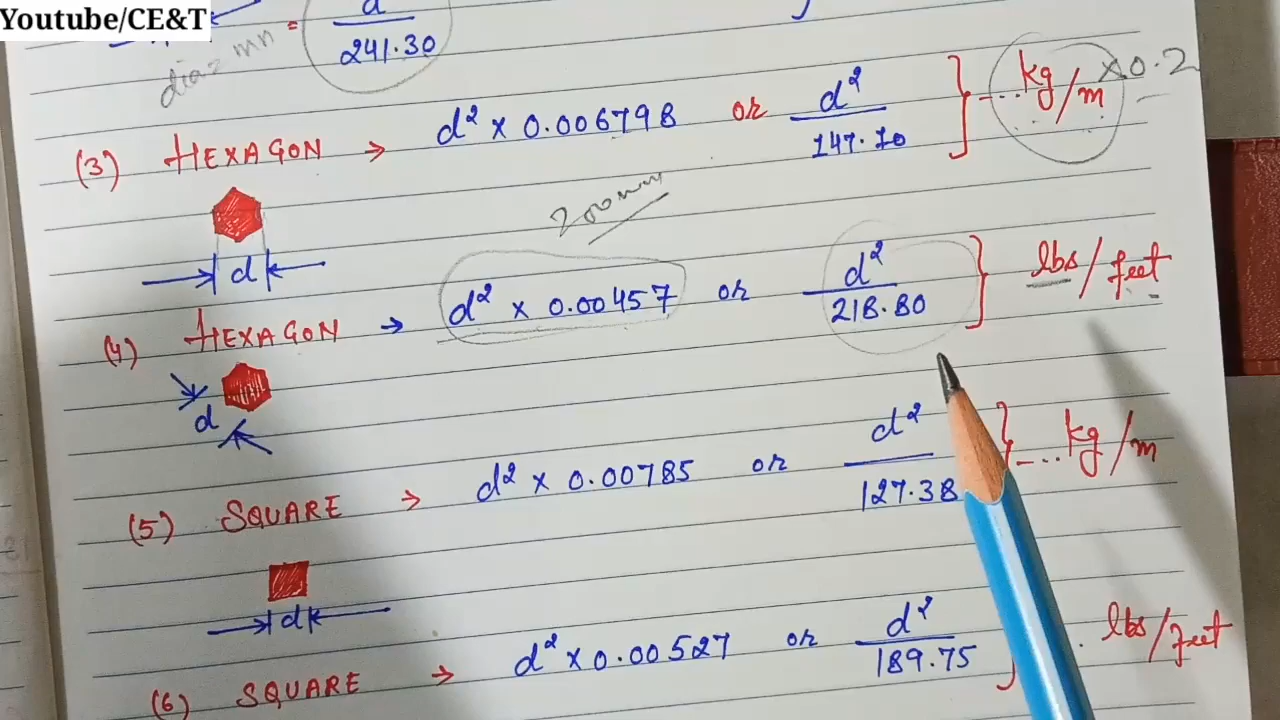 Youtube/CE&T
d
241.30
dia = mm =
(3) HEXAGON → d² × 0.006798 or d²/147.10 } ... kg/m × 0.2
d
200mm
(4) HEXAGON → d² × 0.00457 or d²/218.80 } lbs/feet
d
(5) SQUARE → d² × 0.00785 or d²/127.38 } ... kg/m
d
(6) SQUARE → d² × 0.00527 or d²/189.75 . lbs/feet